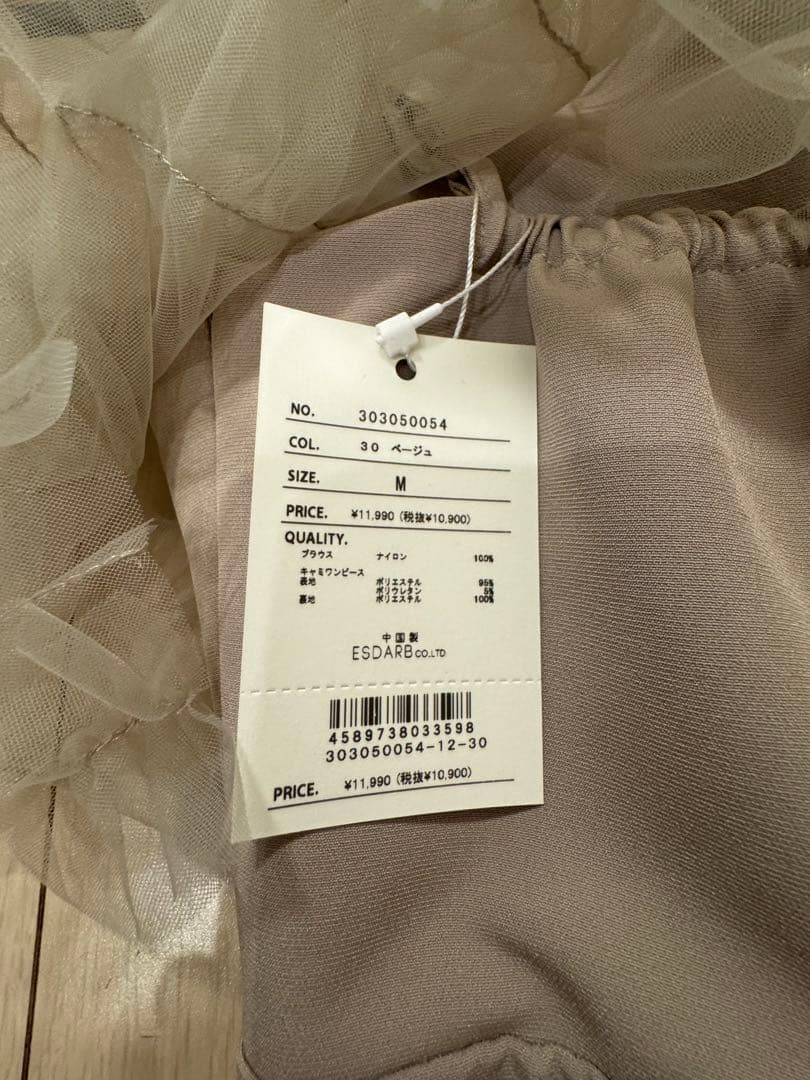 NO. 303050054
COL. 30 ベージュ
SIZE. M
PRICE. ¥11,990 (税抜¥10,900)
QUALITY.
ブラウス ナイロン 100%
キャミワンピース
表地 ポリエステル 95%
ポリウレタン 5%
裏地 ポリエステル 100%
中国製
ESDARB CO.,LTD
4589738033598
303050054-12-30
PRICE. ¥11,990 (税抜¥10,900)